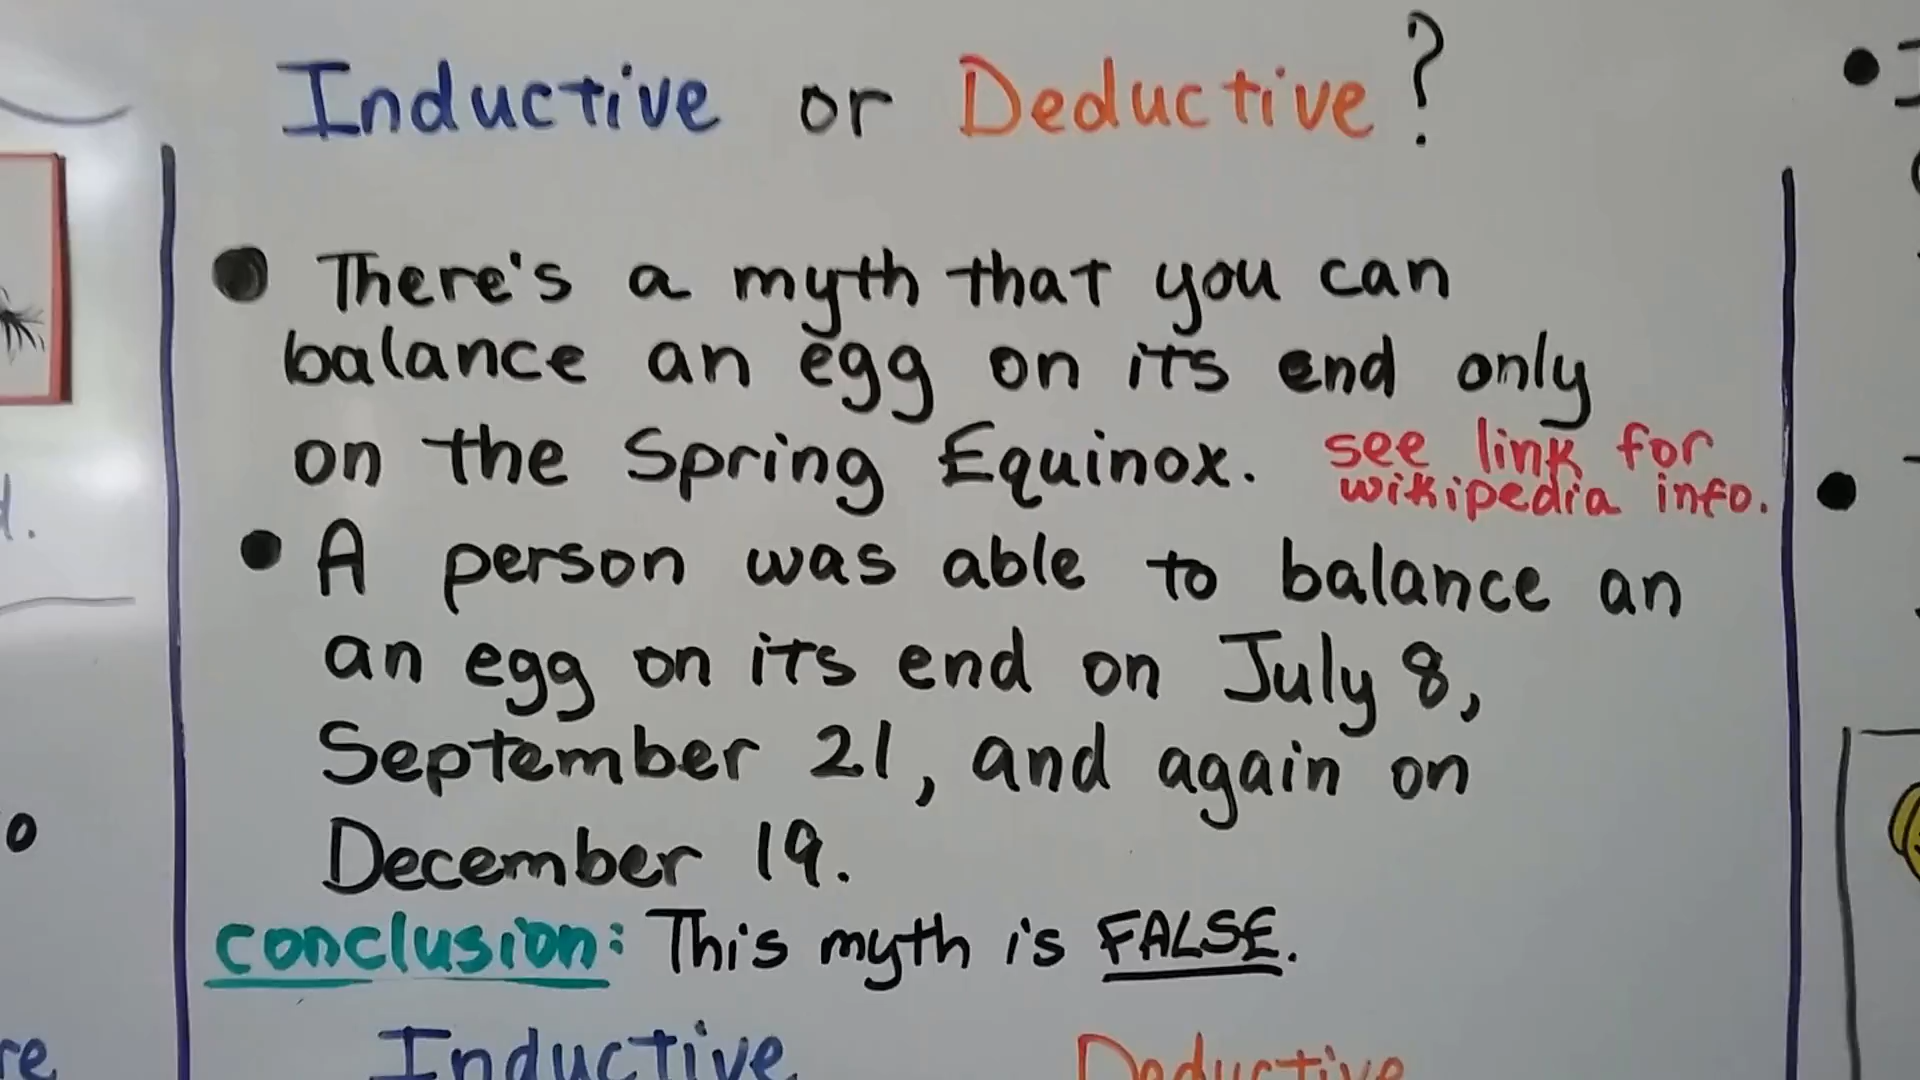 Inductive or Deductive?
• There's a myth that you can
balance an egg on its end only
on the Spring Equinox. see link for
wikipedia info.
• A person was able to balance an
an egg on its end on July 8,
September 21, and again on
December 19.
conclusion: This myth is FALSE.
Inductive Deductive